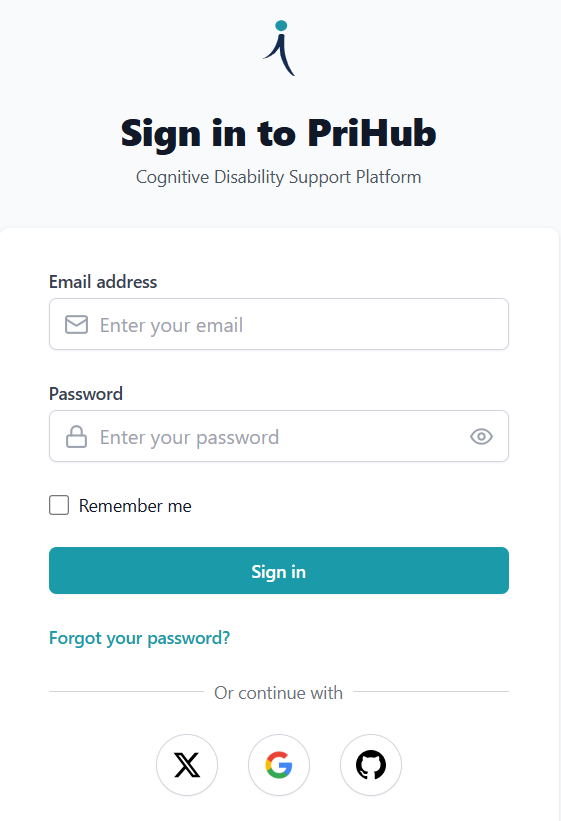 Sign in to PriHub
Cognitive Disability Support Platform
Email address
Enter your email
Password
Enter your password
Remember me
Sign in
Forgot your password?
Or continue with